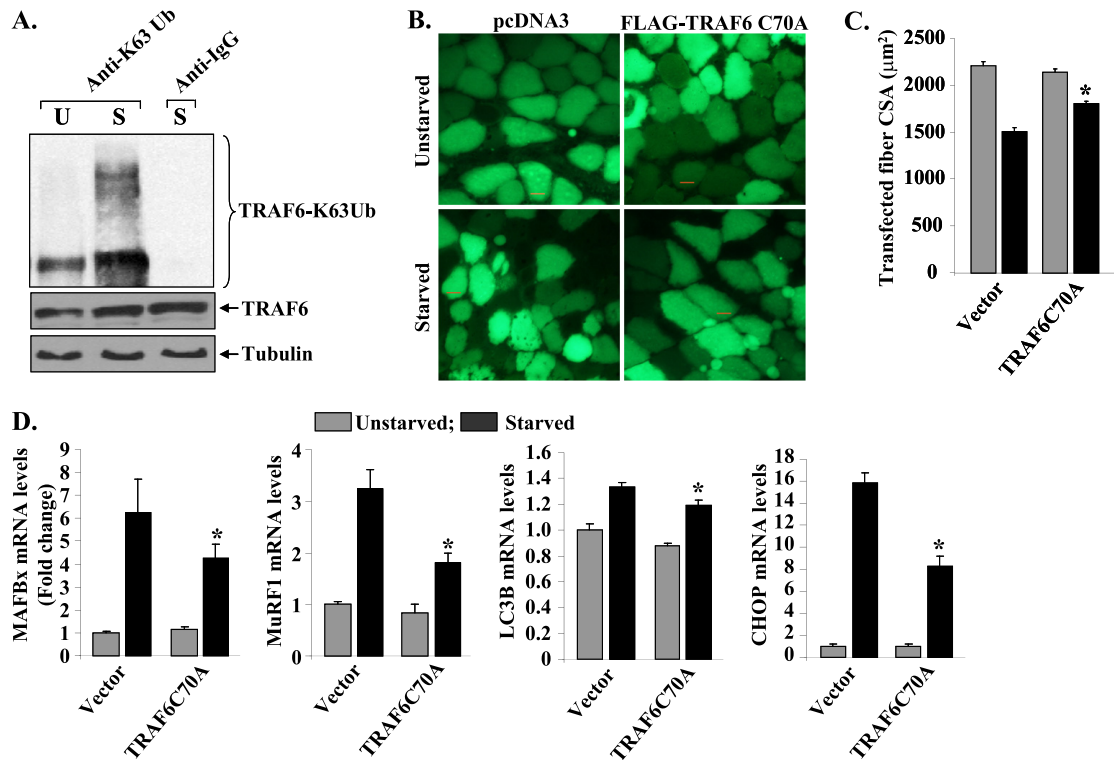 A.
Anti-K63 Ub
Anti-IgG
U S S
TRAF6-K63Ub
TRAF6
Tubulin
B.
pcDNA3 FLAG-TRAF6 C70A
Unstarved
Starved
C.
Transfected fiber CSA (μm²)
2500
2000
1500
1000
500
0
*
Vector
TRAF6C70A
D.
Unstarved; Starved
MAFBx mRNA levels
(Fold change)
9
8
7
6
5
4
3
2
1
0
*
Vector
TRAF6C70A
MuRF1 mRNA levels
4
3
2
1
0
*
Vector
TRAF6C70A
LC3B mRNA levels
1.6
1.4
1.2
1.0
0.8
0.6
0.4
0.2
0
*
Vector
TRAF6C70A
CHOP mRNA levels
18
16
14
12
10
8
6
4
2
0
*
Vector
TRAF6C70A